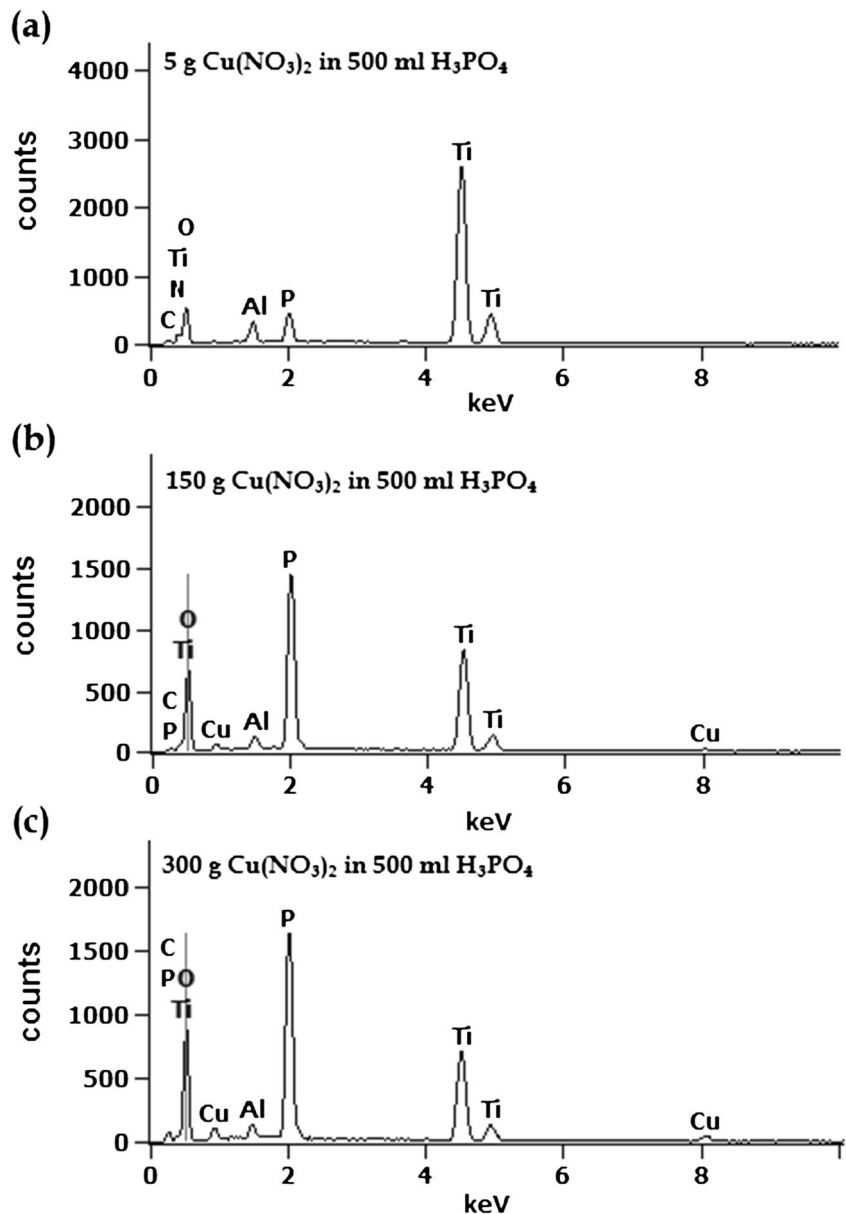 (a)
5 g Cu(NO₃)₂ in 500 ml H₃PO₄
4000
3000
2000
1000
0
counts
O
Ti
N
C
Al
P
Ti
Ti
0 2 4 6 8
keV
(b)
150 g Cu(NO₃)₂ in 500 ml H₃PO₄
2000
1500
1000
500
0
counts
O
Ti
C
P
Cu
Al
P
Ti
Ti
Cu
0 2 4 6 8
keV
(c)
300 g Cu(NO₃)₂ in 500 ml H₃PO₄
2000
1500
1000
500
0
counts
C
P O
Ti
Cu
Al
P
Ti
Ti
Cu
0 2 4 6 8
keV